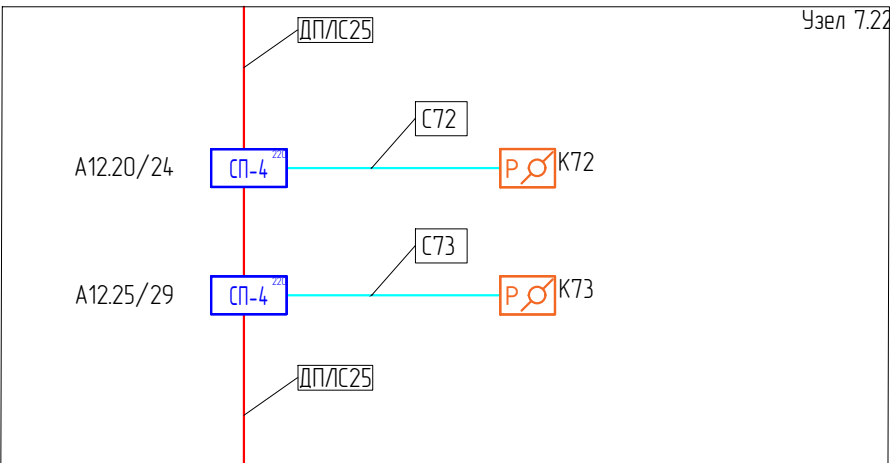 Узел 7.22
ДПЛС25
С72
А12.20/24
СП-4
220
Р
К72
С73
А12.25/29
СП-4
220
Р
К73
ДПЛС25